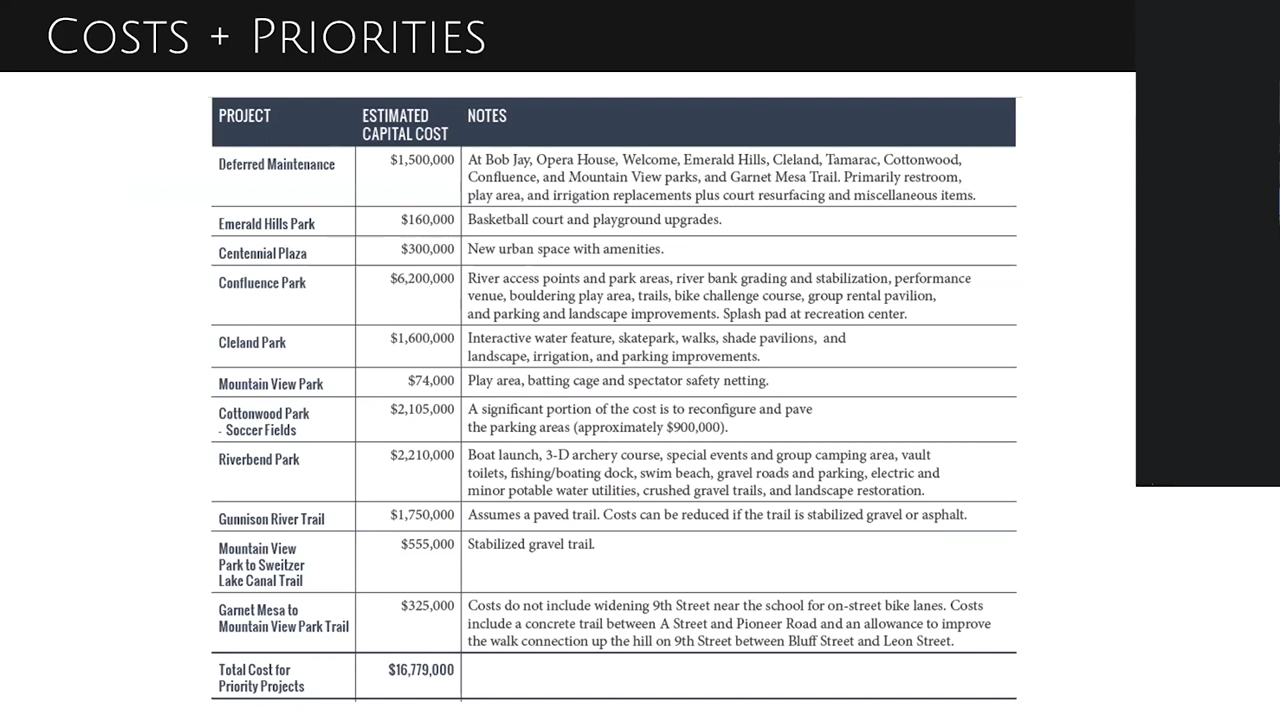 COSTS + PRIORITIES
PROJECT
ESTIMATED
CAPITAL COST
NOTES
Deferred Maintenance
$1,500,000
At Bob Jay, Opera House, Welcome, Emerald Hills, Cleland, Tamarac, Cottonwood,
Confluence, and Mountain View parks, and Garnet Mesa Trail. Primarily restroom,
play area, and irrigation replacements plus court resurfacing and miscellaneous items.
Emerald Hills Park
$160,000
Basketball court and playground upgrades.
Centennial Plaza
$300,000
New urban space with amenities.
Confluence Park
$6,200,000
River access points and park areas, river bank grading and stabilization, performance
venue, bouldering play area, trails, bike challenge course, group rental pavilion,
and parking and landscape improvements. Splash pad at recreation center.
Cleland Park
$1,600,000
Interactive water feature, skatepark, walks, shade pavilions, and
landscape, irrigation, and parking improvements.
Mountain View Park
$74,000
Play area, batting cage and spectator safety netting.
Cottonwood Park
- Soccer Fields
$2,105,000
A significant portion of the cost is to reconfigure and pave
the parking areas (approximately $900,000).
Riverbend Park
$2,210,000
Boat launch, 3-D archery course, special events and group camping area, vault
toilets, fishing/boating dock, swim beach, gravel roads and parking, electric and
minor potable water utilities, crushed gravel trails, and landscape restoration.
Gunnison River Trail
$1,750,000
Assumes a paved trail. Costs can be reduced if the trail is stabilized gravel or asphalt.
Mountain View
Park to Sweitzer
Lake Canal Trail
$555,000
Stabilized gravel trail.
Garnet Mesa to
Mountain View Park Trail
$325,000
Costs do not include widening 9th Street near the school for on-street bike lanes. Costs
include a concrete trail between A Street and Pioneer Road and an allowance to improve
the walk connection up the hill on 9th Street between Bluff Street and Leon Street.
Total Cost for
Priority Projects
$16,779,000